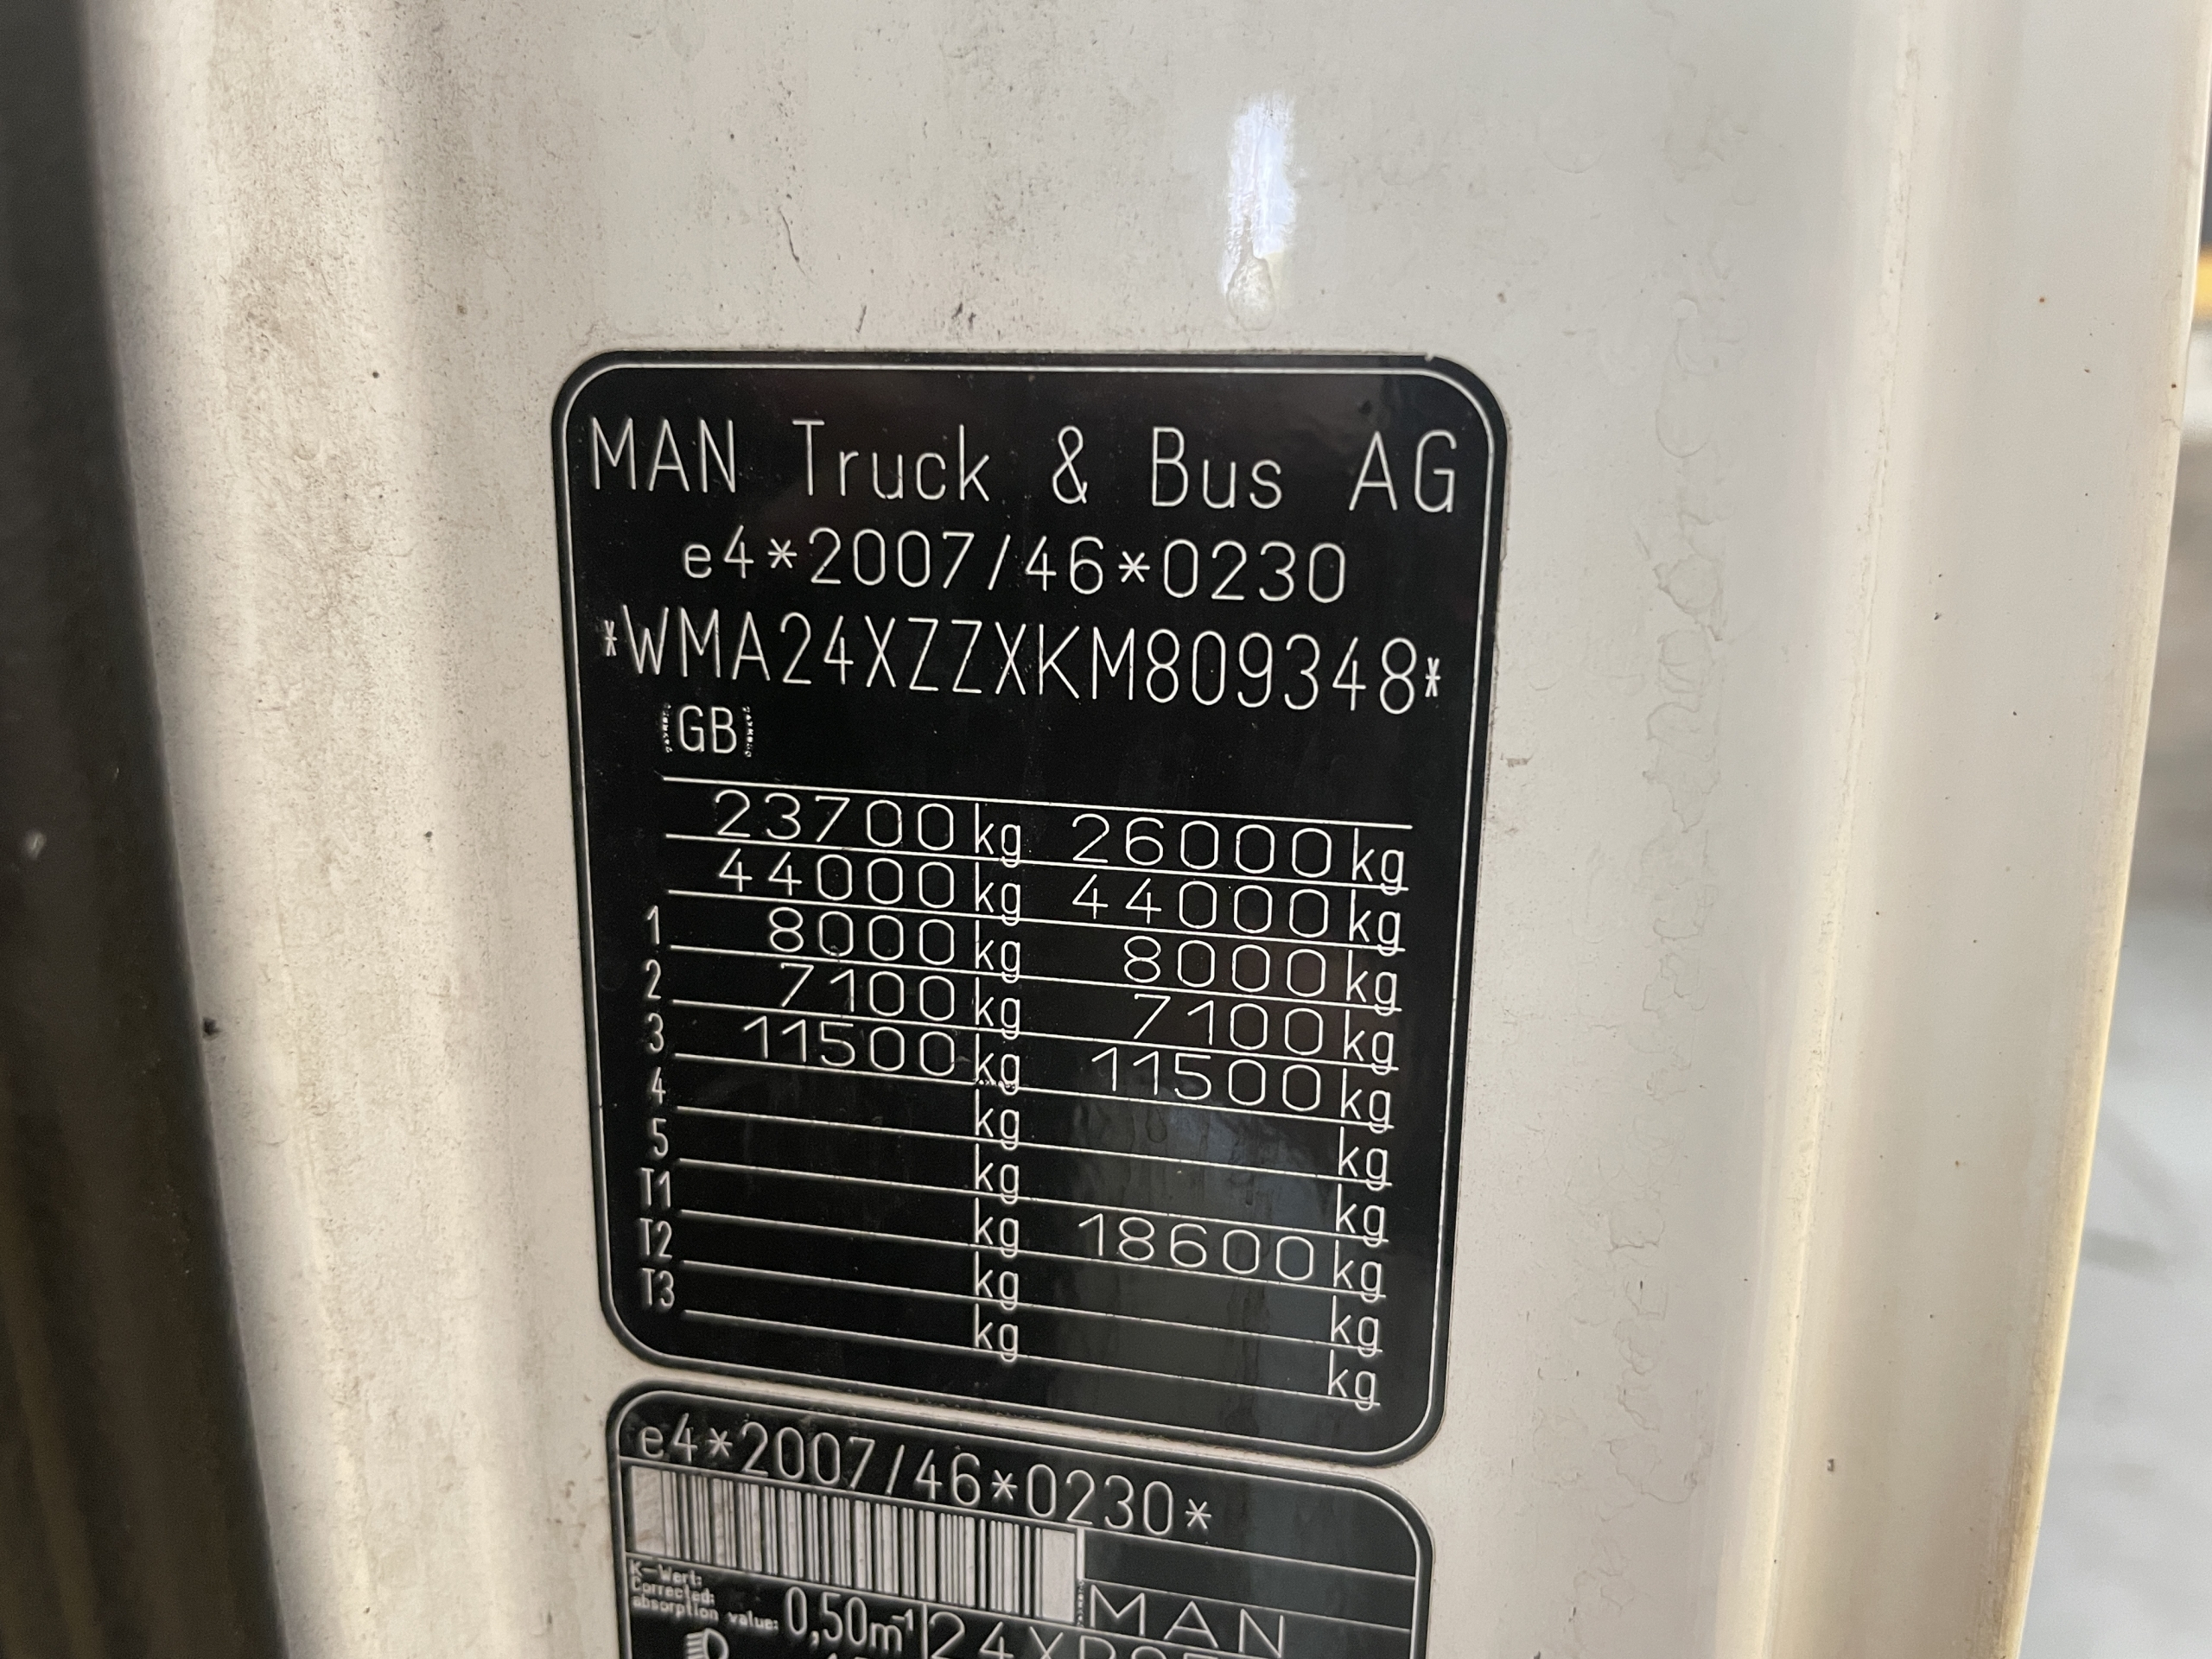 MAN Truck & Bus AG
e4*2007/46*0230
*WMA24XZZXKM809348*
GB
23700 kg 26000 kg
44000 kg 44000 kg
1 8000 kg 8000 kg
2 7100 kg 7100 kg
3 11500 kg 11500 kg
4 kg kg
5 kg kg
T1 kg 18600 kg
T2 kg kg
T3 kg kg
e4*2007/46*0230*
K-Wert:
Corrected:
absorption value: 0,50m⁻¹
MAN